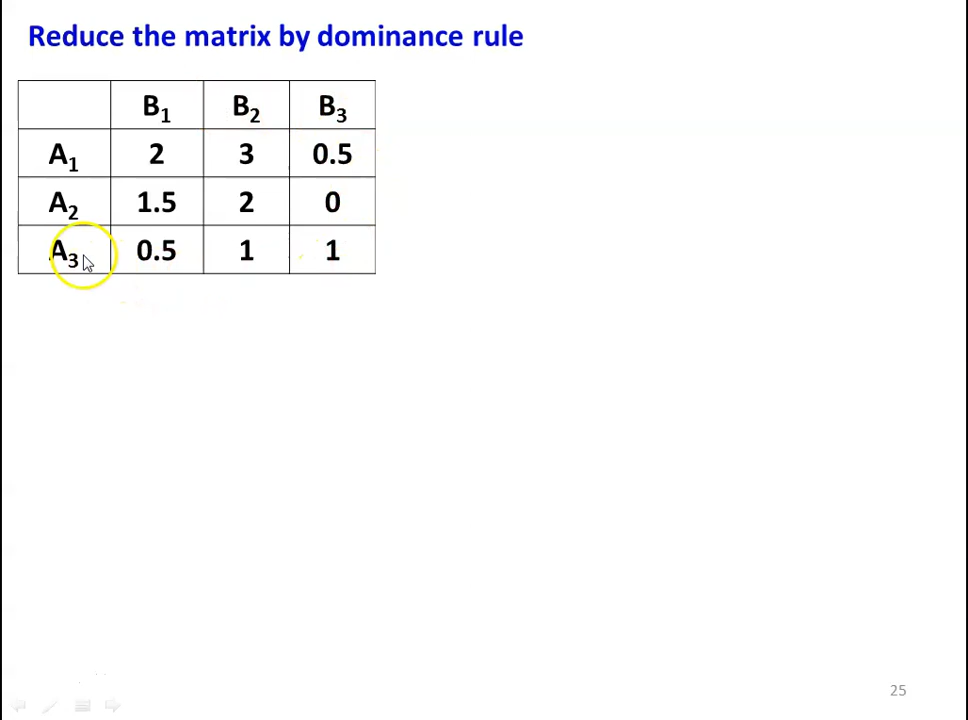 Reduce the matrix by dominance rule
B₁ B₂ B₃
A₁ 2 3 0.5
A₂ 1.5 2 0
A₃ 0.5 1 1
25